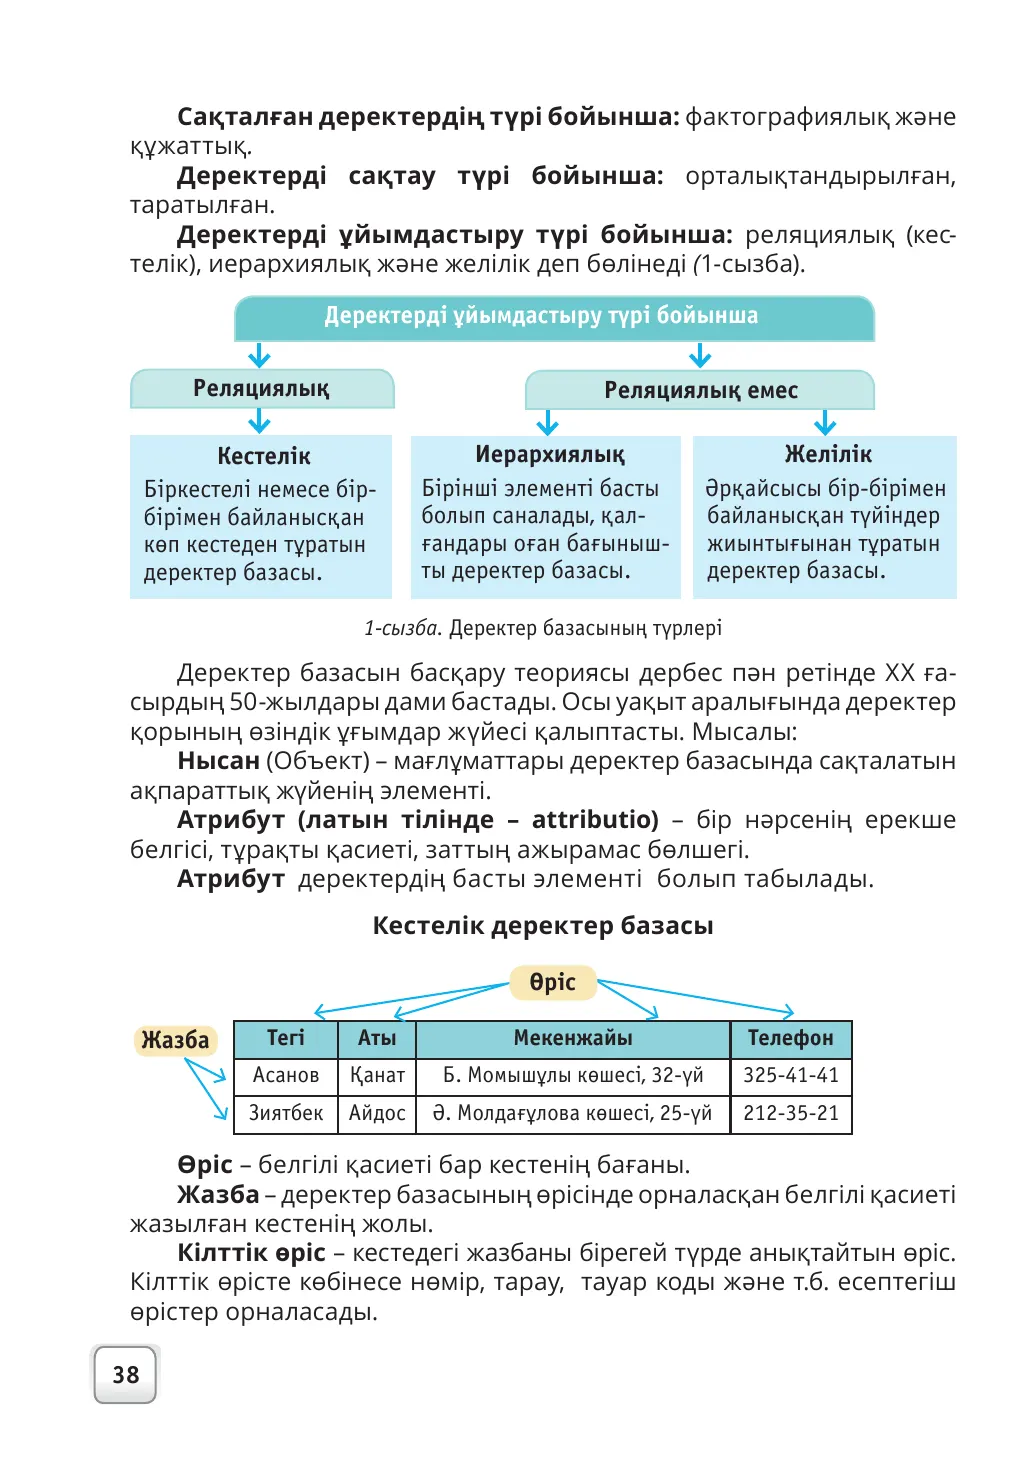 Сақталған деректердің түрі бойынша: фактографиялық және
құжаттық.
Деректерді сақтау түрі бойынша: орталықтандырылған,
таратылған.
Деректерді ұйымдастыру түрі бойынша: реляциялық (кес-
телік), иерархиялық және желілік деп бөлінеді (1-сызба).
Деректерді ұйымдастыру түрі бойынша
Реляциялық
Реляциялық емес
Кестелік
Біркестелі немесе бір-
бірімен байланысқан
көп кестеден тұратын
деректер базасы.
Иерархиялық
Бірінші элементі басты
болып саналады, қал-
ғандары оған бағыныш-
ты деректер базасы.
Желілік
Әрқайсысы бір-бірімен
байланысқан түйіндер
жиынтығынан тұратын
деректер базасы.
1-сызба. Деректер базасының түрлері
Деректер базасын басқару теориясы дербес пән ретінде ХХ ға-
сырдың 50-жылдары дами бастады. Осы уақыт аралығында деректер
қорының өзіндік ұғымдар жүйесі қалыптасты. Мысалы:
Нысан (Объект) – мағлұматтары деректер базасында сақталатын
ақпараттық жүйенің элементі.
Атрибут (латын тілінде – attributio) – бір нәрсенің ерекше
белгісі, тұрақты қасиеті, заттың ажырамас бөлшегі.
Атрибут деректердің басты элементі болып табылады.
Кестелік деректер базасы
Өріс
Жазба
Тегі Аты Мекенжайы Телефон
Асанов Қанат Б. Момышұлы көшесі, 32-үй 325-41-41
Зиятбек Айдос Ә. Молдағұлова көшесі, 25-үй 212-35-21
Өріс – белгілі қасиеті бар кестенің бағаны.
Жазба – деректер базасының өрісінде орналасқан белгілі қасиеті
жазылған кестенің жолы.
Кілттік өріс – кестедегі жазбаны бірегей түрде анықтайтын өріс.
Кілттік өрісте көбінесе нөмір, тарау, тауар коды және т.б. есептегіш
өрістер орналасады.
38